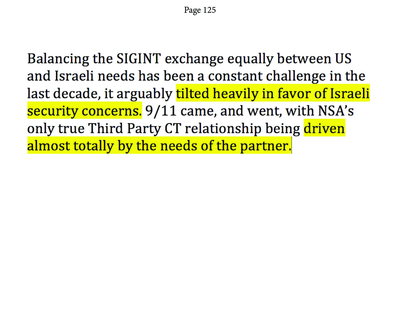 Page 125
Balancing the SIGINT exchange equally between US
and Israeli needs has been a constant challenge in the
last decade, it arguably tilted heavily in favor of Israeli
security concerns. 9/11 came, and went, with NSA's
only true Third Party CT relationship being driven
almost totally by the needs of the partner.